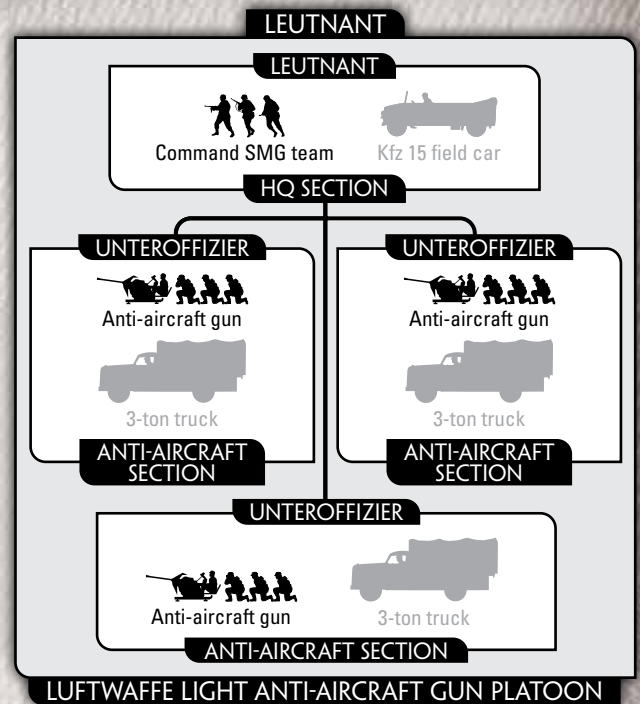 LEUTNANT
LEUTNANT
Command SMG team
Kfz 15 field car
HQ SECTION
UNTEROFFIZIER
Anti-aircraft gun
3-ton truck
ANTI-AIRCRAFT
SECTION
UNTEROFFIZIER
Anti-aircraft gun
3-ton truck
ANTI-AIRCRAFT
SECTION
UNTEROFFIZIER
Anti-aircraft gun
3-ton truck
ANTI-AIRCRAFT SECTION
LUFTWAFFE LIGHT ANTI-AIRCRAFT GUN PLATOON